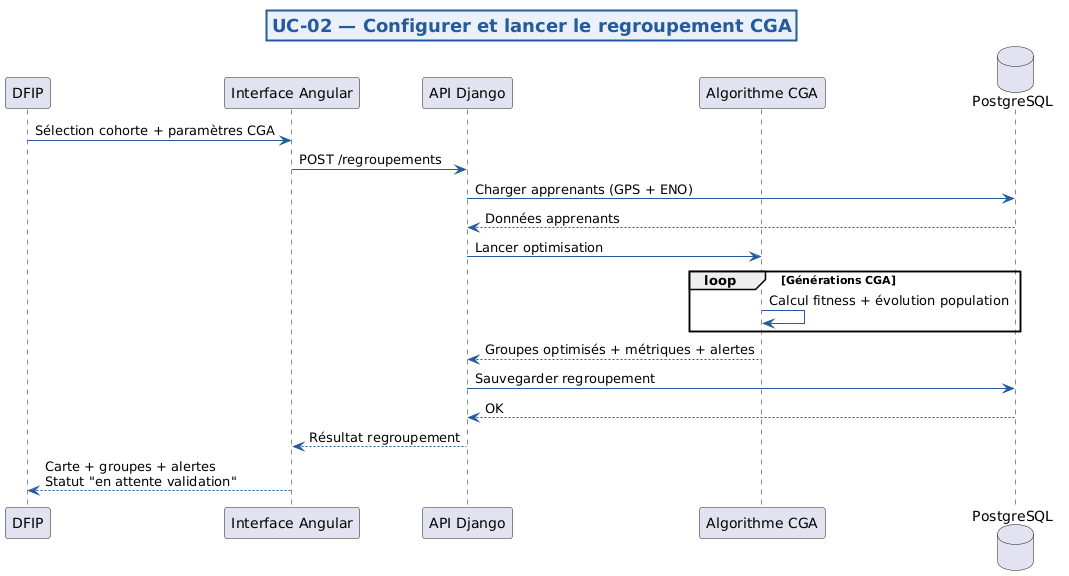 UC-02 — Configurer et lancer le regroupement CGA
DFIP
Interface Angular
API Django
Algorithme CGA
PostgreSQL
Sélection cohorte + paramètres CGA
POST /regroupements
Charger apprenants (GPS + ENO)
Données apprenants
Lancer optimisation
loop
[Générations CGA]
Calcul fitness + évolution population
Groupes optimisés + métriques + alertes
Sauvegarder regroupement
OK
Résultat regroupement
Carte + groupes + alertes
Statut "en attente validation"
DFIP
Interface Angular
API Django
Algorithme CGA
PostgreSQL